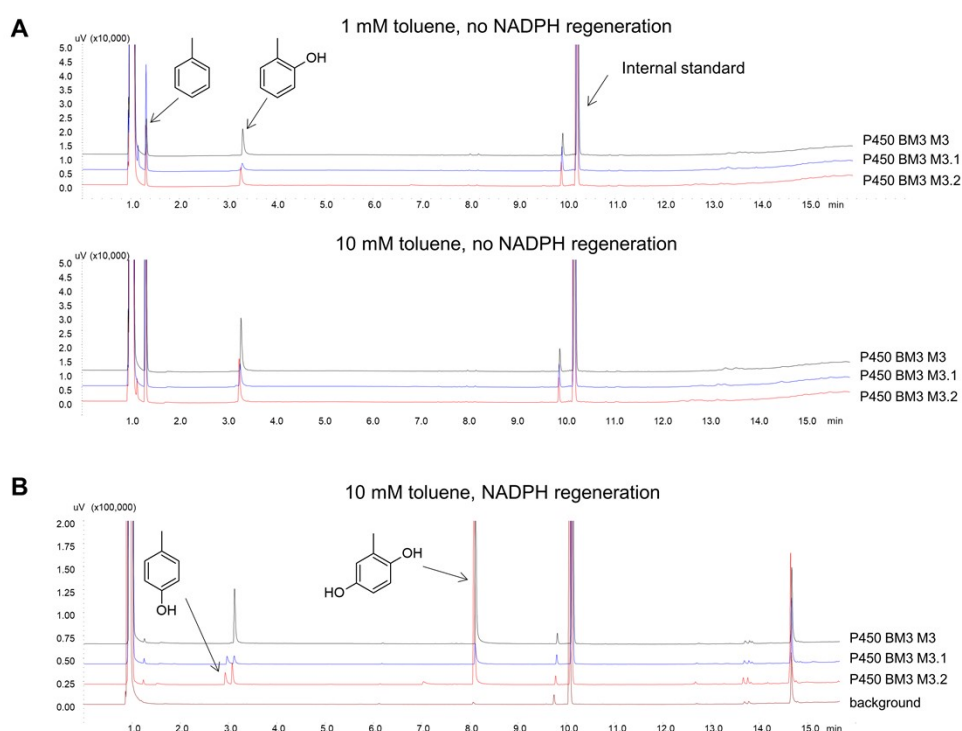 A
1 mM toluene, no NADPH regeneration
uV (x10,000)
5.0
4.5
4.0
3.5
3.0
2.5
2.0
1.5
1.0
0.5
0.0
OH
Internal standard
P450 BM3 M3
P450 BM3 M3.1
P450 BM3 M3.2
1.0 2.0 3.0 4.0 5.0 6.0 7.0 8.0 9.0 10.0 11.0 12.0 13.0 14.0 15.0 min
10 mM toluene, no NADPH regeneration
uV (x10,000)
5.0
4.5
4.0
3.5
3.0
2.5
2.0
1.5
1.0
0.5
0.0
P450 BM3 M3
P450 BM3 M3.1
P450 BM3 M3.2
1.0 2.0 3.0 4.0 5.0 6.0 7.0 8.0 9.0 10.0 11.0 12.0 13.0 14.0 15.0 min
B
10 mM toluene, NADPH regeneration
uV (x100,000)
2.00
1.75
1.50
1.25
1.00
0.75
0.50
0.25
0.00
OH
OH
HO
P450 BM3 M3
P450 BM3 M3.1
P450 BM3 M3.2
background
1.0 2.0 3.0 4.0 5.0 6.0 7.0 8.0 9.0 10.0 11.0 12.0 13.0 14.0 15.0 min